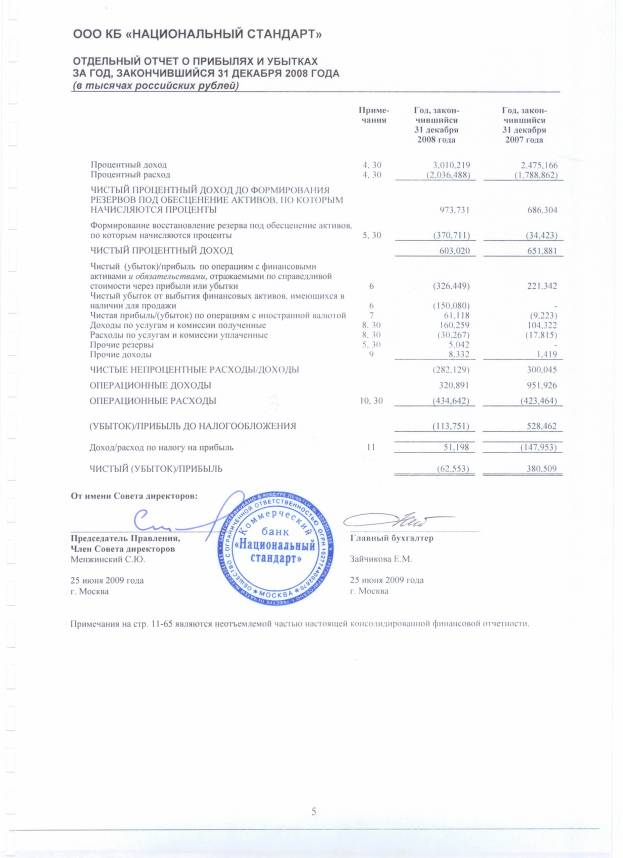 ООО КБ «НАЦИОНАЛЬНЫЙ СТАНДАРТ»
ОТДЕЛЬНЫЙ ОТЧЕТ О ПРИБЫЛЯХ И УБЫТКАХ
ЗА ГОД, ЗАКОНЧИВШИЙСЯ 31 ДЕКАБРЯ 2008 ГОДА
(в тысячах российских рублей)
Приме- Год, закон- Год, закон-
чания чившийся чившийся
31 декабря 31 декабря
2008 года 2007 года
Процентный доход 4, 30 3,010,219 2,475,166
Процентный расход 4, 30 (2,036,488) (1,788,862)
ЧИСТЫЙ ПРОЦЕНТНЫЙ ДОХОД ДО ФОРМИРОВАНИЯ
РЕЗЕРВОВ ПОД ОБЕСЦЕНЕНИЕ АКТИВОВ, ПО КОТОРЫМ
НАЧИСЛЯЮТСЯ ПРОЦЕНТЫ 973,731 686,304
Формирование восстановление резерва под обесценение активов,
по которым начисляются проценты 5, 30 (370,711) (34,423)
ЧИСТЫЙ ПРОЦЕНТНЫЙ ДОХОД 603,020 651,881
Чистый (убыток)/прибыль по операциям с финансовыми
активами и обязательствами, отражаемыми по справедливой
стоимости через прибыли или убытки 6 (326,449) 221,342
Чистый убыток от выбытия финансовых активов, имеющихся в
наличии для продажи 6 (150,080) -
Чистая прибыль/(убыток) по операциям с иностранной валютой 7 61,118 (9,223)
Доходы по услугам и комиссии полученные 8, 30 160,259 104,322
Расходы по услугам и комиссии уплаченные 8, 30 (30,267) (17,815)
Прочие резервы 5, 30 5,042 -
Прочие доходы 9 8,332 1,419
ЧИСТЫЕ НЕПРОЦЕНТНЫЕ РАСХОДЫ/ДОХОДЫ (282,129) 300,045
ОПЕРАЦИОННЫЕ ДОХОДЫ 320,891 951,926
ОПЕРАЦИОННЫЕ РАСХОДЫ 10, 30 (434,642) (423,464)
(УБЫТОК)/ПРИБЫЛЬ ДО НАЛОГООБЛОЖЕНИЯ (113,751) 528,462
Доход/расход по налогу на прибыль 11 51,198 (147,953)
ЧИСТЫЙ (УБЫТОК)/ПРИБЫЛЬ (62,553) 380,509
От имени Совета директоров:
Коммерческий
банк
«Национальный
стандарт»
ОБЩЕСТВО С ОГРАНИЧЕННОЙ ОТВЕТСТВЕННОСТЬЮ
МОСКВА
Председатель Правления, Главный бухгалтер
Член Совета директоров
Менжинский С.Ю. Зайчикова Е.М.
25 июня 2009 года 25 июня 2009 года
г. Москва г. Москва
Примечания на стр. 11-65 являются неотъемлемой частью настоящей консолидированной финансовой отчетности.
5